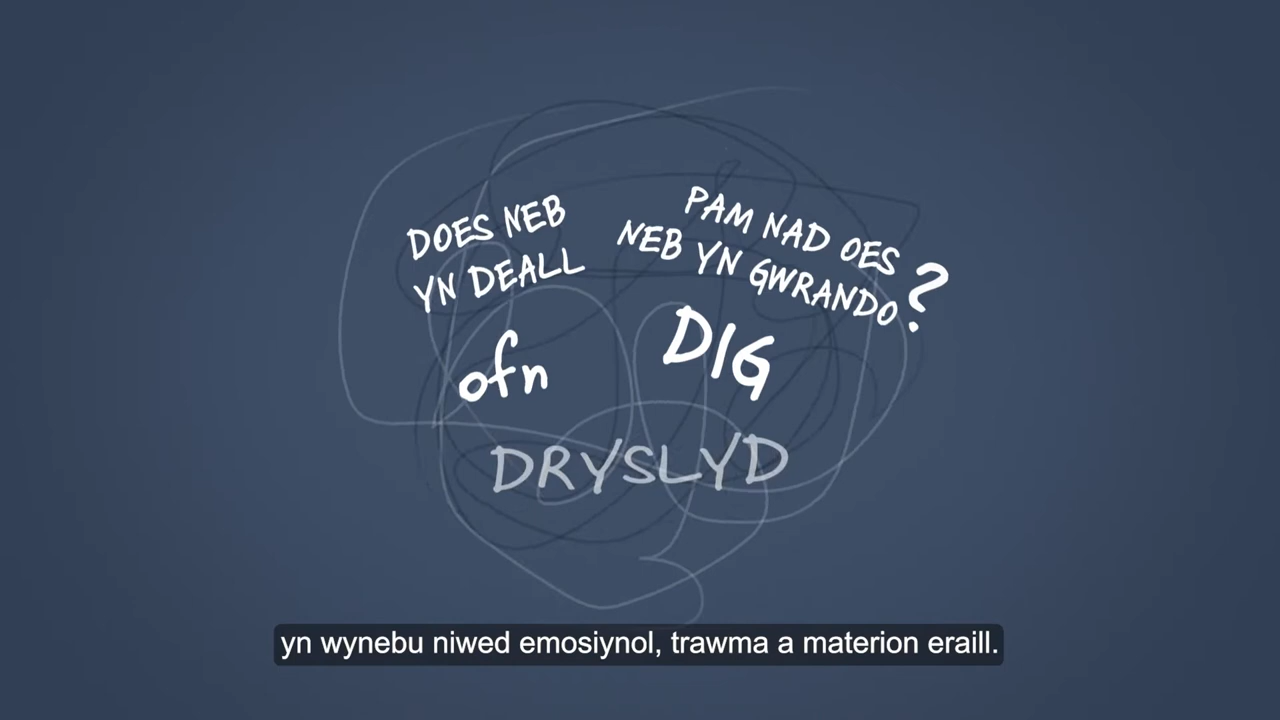 DOES NEB
YN DEALL
PAM NAD OES
NEB YN GWRANDO?
ofn
DIG
DRYSLYD
yn wynebu niwed emosiynol, trawma a materion eraill.